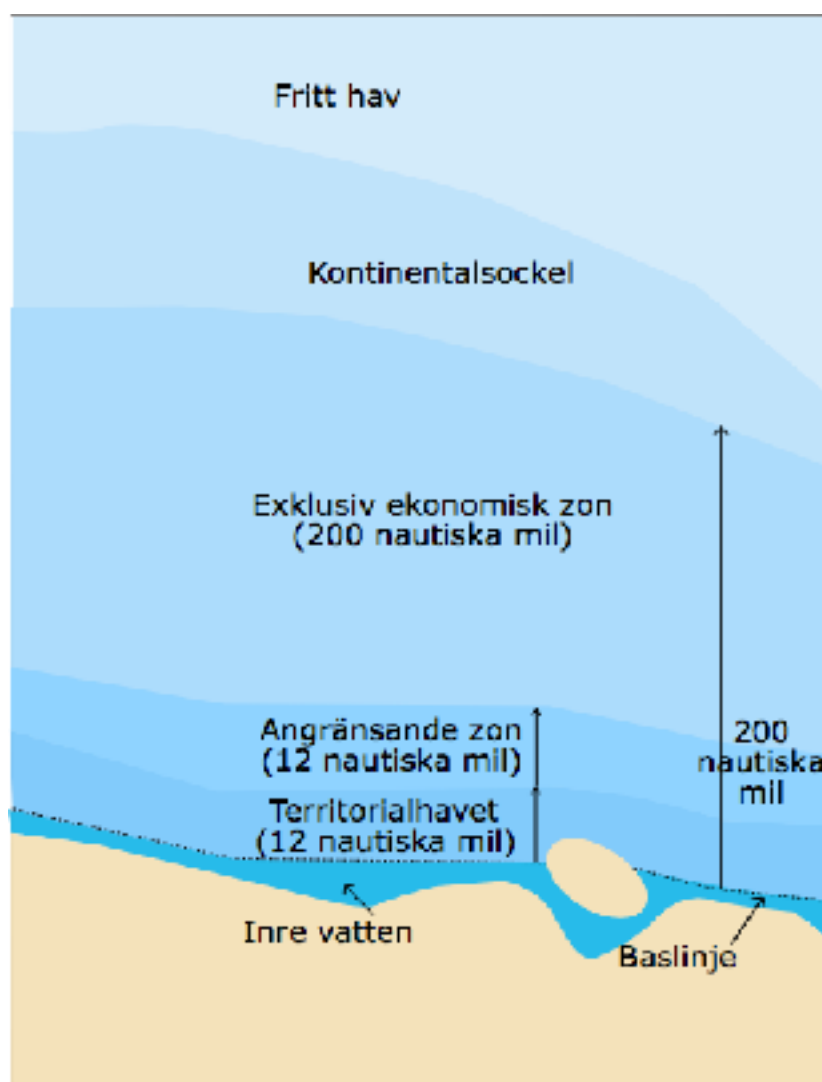 Fritt hav
Kontinentalsockel
Exklusiv ekonomisk zon
(200 nautiska mil)
Angränsande zon
(12 nautiska mil)
200
nautiska
mil
Territorialhavet
(12 nautiska mil)
Inre vatten
Baslinje